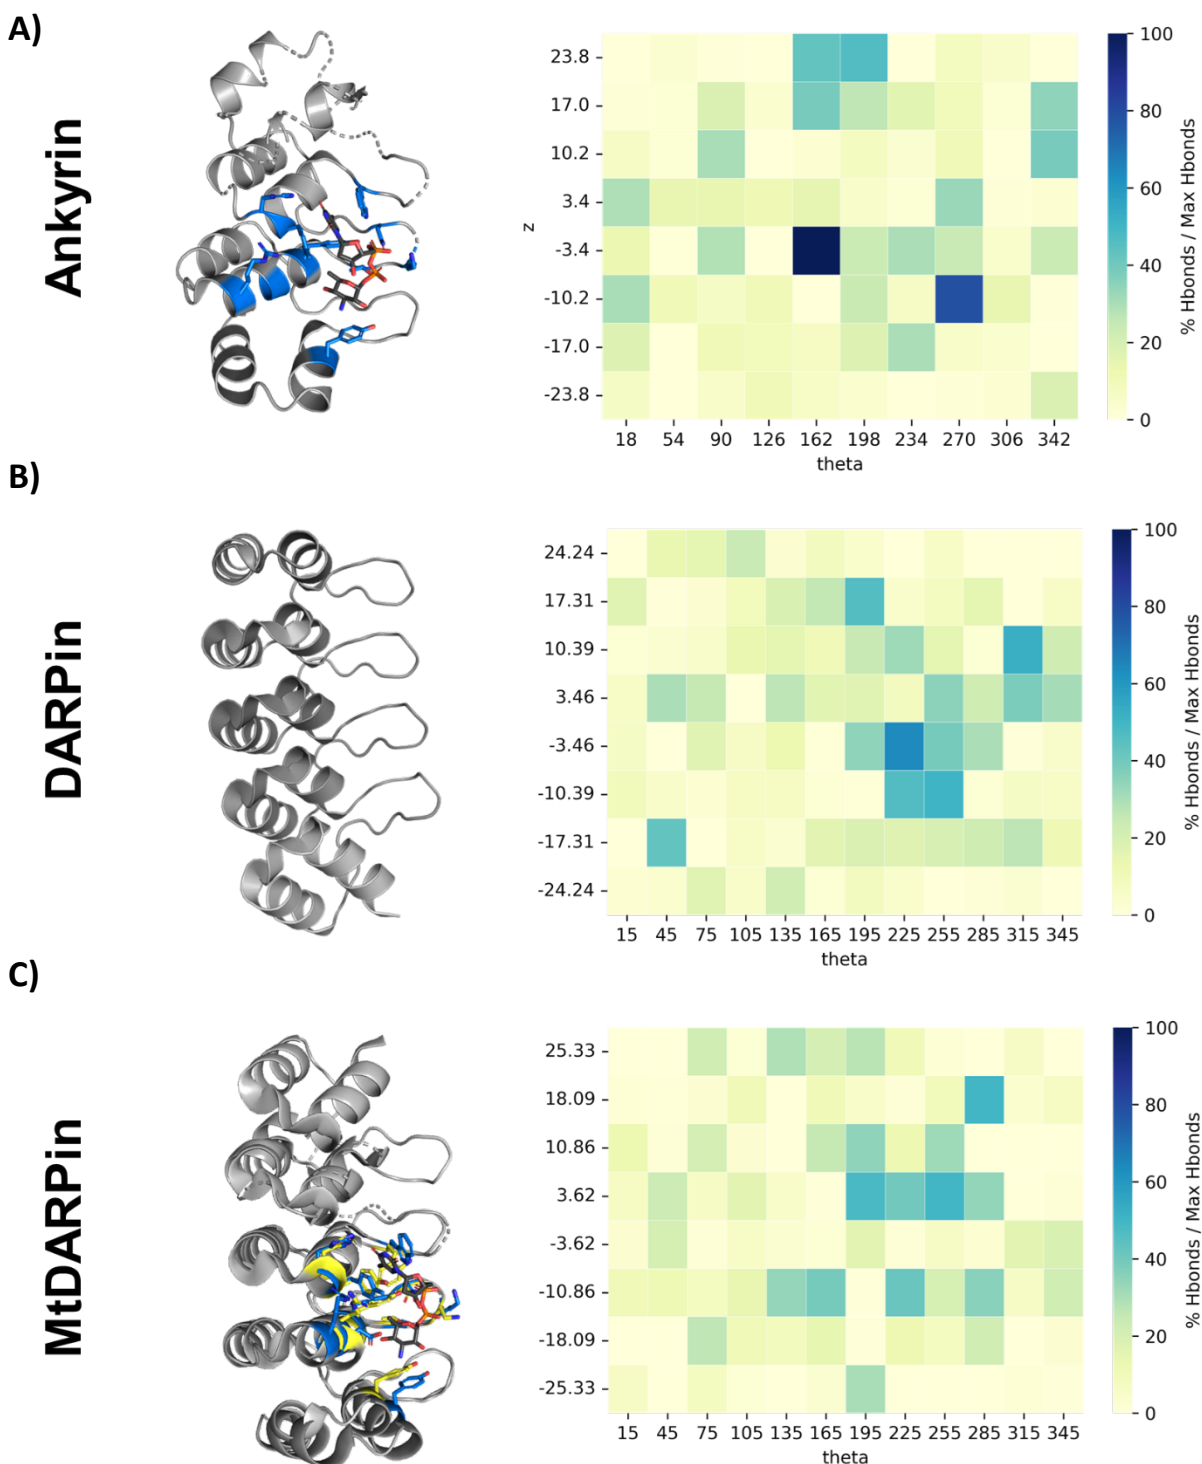 A)
Ankyrin
23.8
17.0
10.2
3.4
-3.4
-10.2
-17.0
-23.8
z
18 54 90 126 162 198 234 270 306 342
theta
100
80
60
40
20
0
% Hbonds / Max Hbonds
B)
DARPin
24.24
17.31
10.39
3.46
-3.46
-10.39
-17.31
-24.24
15 45 75 105 135 165 195 225 255 285 315 345
theta
100
80
60
40
20
0
% Hbonds / Max Hbonds
C)
MtDARPin
25.33
18.09
10.86
3.62
-3.62
-10.86
-18.09
-25.33
15 45 75 105 135 165 195 225 255 285 315 345
theta
100
80
60
40
20
0
% Hbonds / Max Hbonds